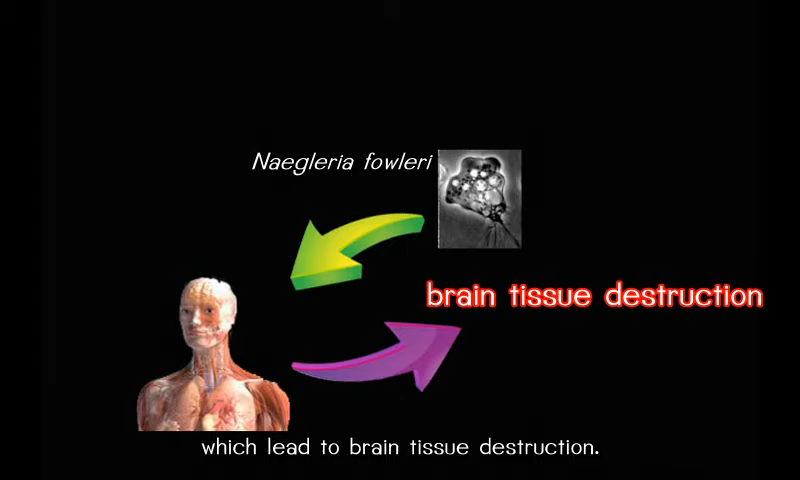 Naegleria fowleri
brain tissue destruction
which lead to brain tissue destruction.